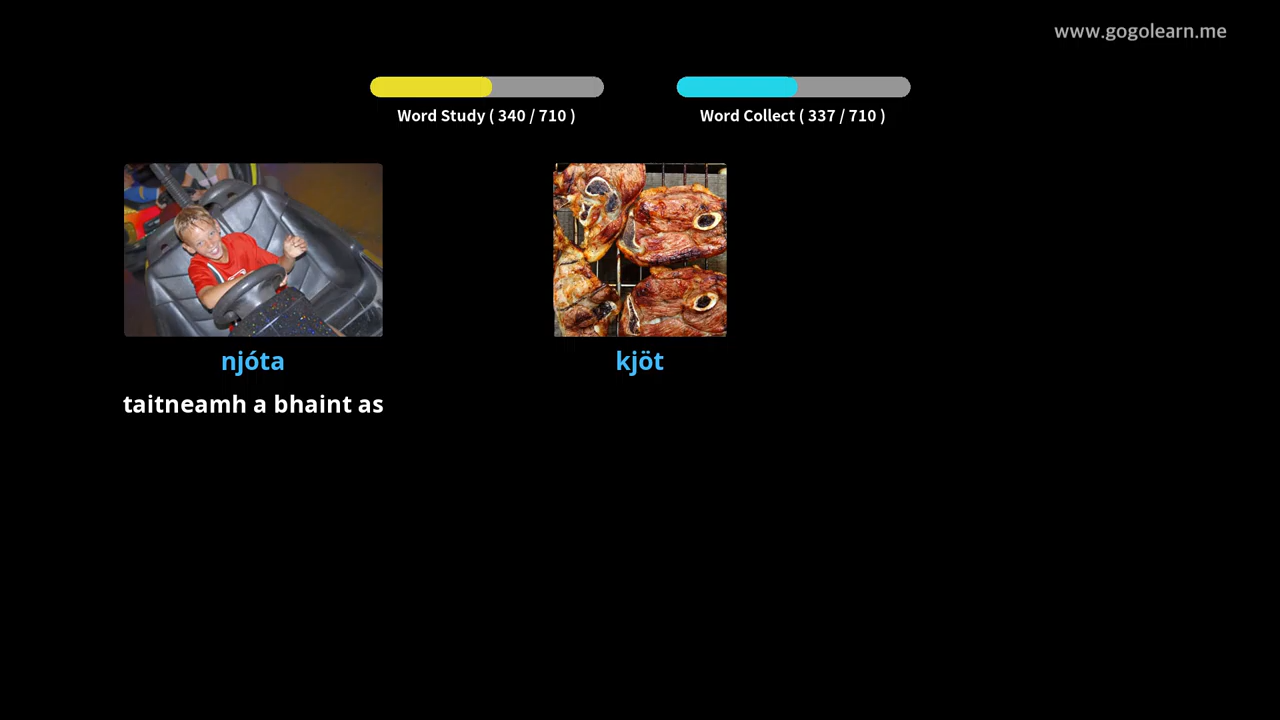 www.gogolearn.me
Word Study ( 340 / 710 )
Word Collect ( 337 / 710 )
njóta
kjöt
taitneamh a bhaint as